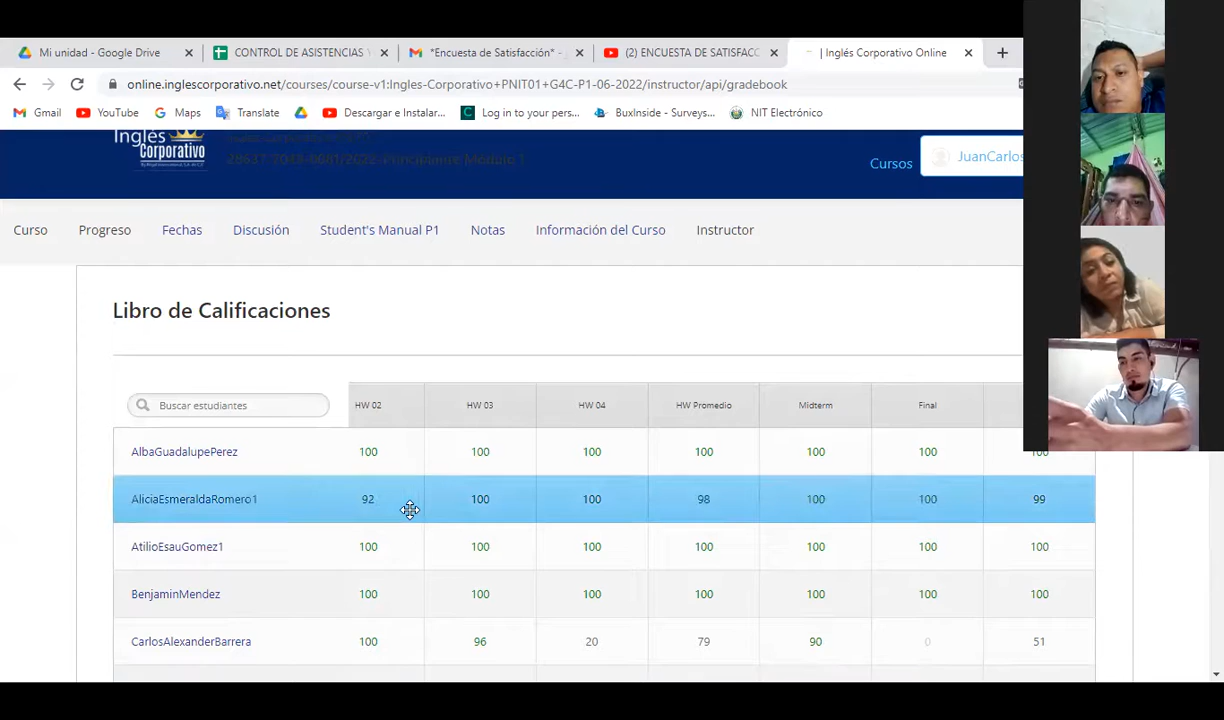 Mi unidad - Google Drive × CONTROL DE ASISTENCIAS Y × *Encuesta de Satisfacción* - × (2) ENCUESTA DE SATISFACC × | Inglés Corporativo Online ×
online.inglescorporativo.net/courses/course-v1:Ingles-Corporativo+PNIT01+G4C-P1-06-2022/instructor/api/gradebook
Gmail YouTube Maps Translate Descargar e Instalar... Log in to your pers... BuxInside - Surveys... NIT Electrónico
Inglés
Corporativo
Cursos JuanCarlos
Curso Progreso Fechas Discusión Student's Manual P1 Notas Información del Curso Instructor
Libro de Calificaciones
Buscar estudiantes HW 02 HW 03 HW 04 HW Promedio Midterm Final
AlbaGuadalupePerez 100 100 100 100 100 100 100
AliciaEsmeraldaRomero1 92 100 100 98 100 100 99
AtilioEsauGomez1 100 100 100 100 100 100 100
BenjaminMendez 100 100 100 100 100 100 100
CarlosAlexanderBarrera 100 96 20 79 90 0 51